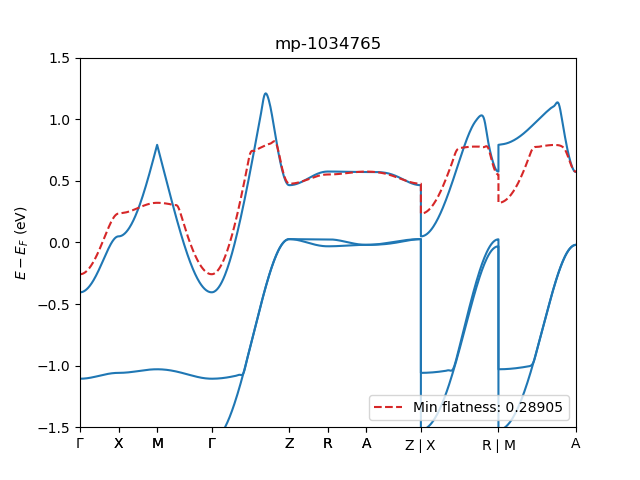 mp-1034765
E − E_F (eV)
1.5
1.0
0.5
0.0
−0.5
−1.0
−1.5
Min flatness: 0.28905
Γ X M Γ Z R A Z | X R | M A